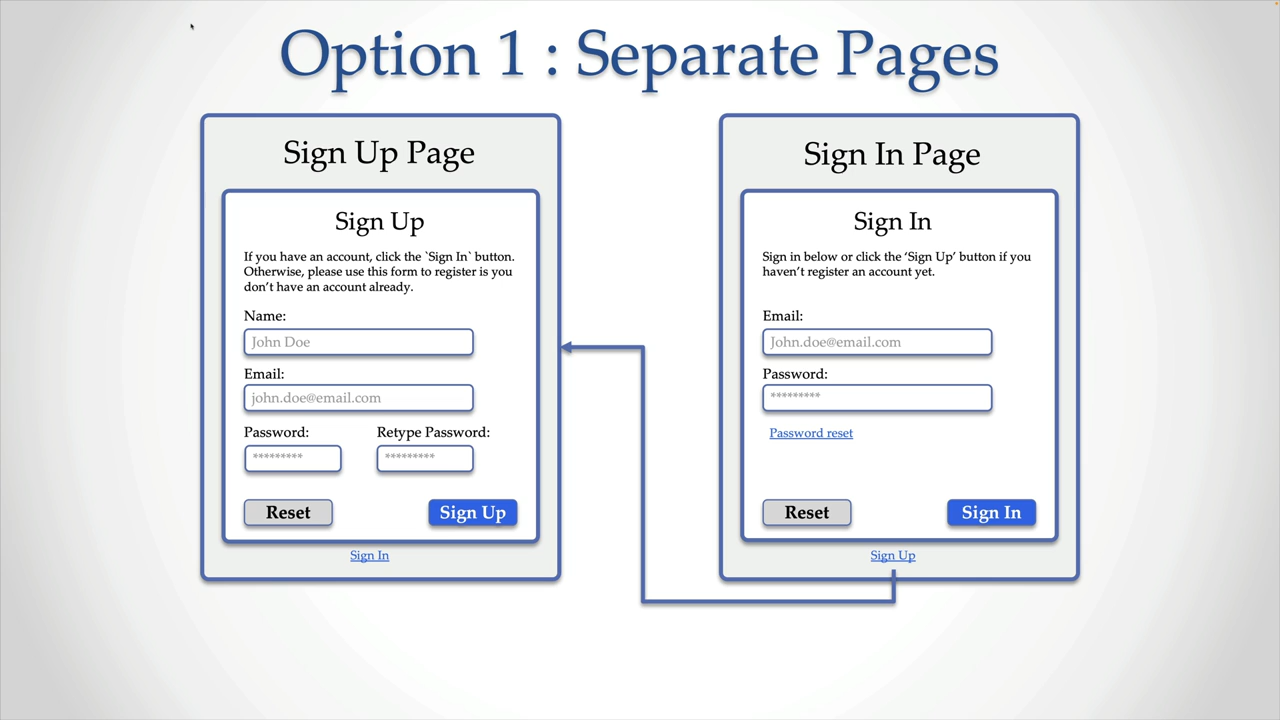 Option 1 : Separate Pages
Sign Up Page
Sign Up
If you have an account, click the `Sign In` button.
Otherwise, please use this form to register is you
don't have an account already.
Name:
John Doe
Email:
john.doe@email.com
Password:
Retype Password:
*********
*********
Reset
Sign Up
Sign In
Sign In Page
Sign In
Sign in below or click the ‘Sign Up’ button if you
haven’t register an account yet.
Email:
John.doe@email.com
Password:
*********
Password reset
Reset
Sign In
Sign Up